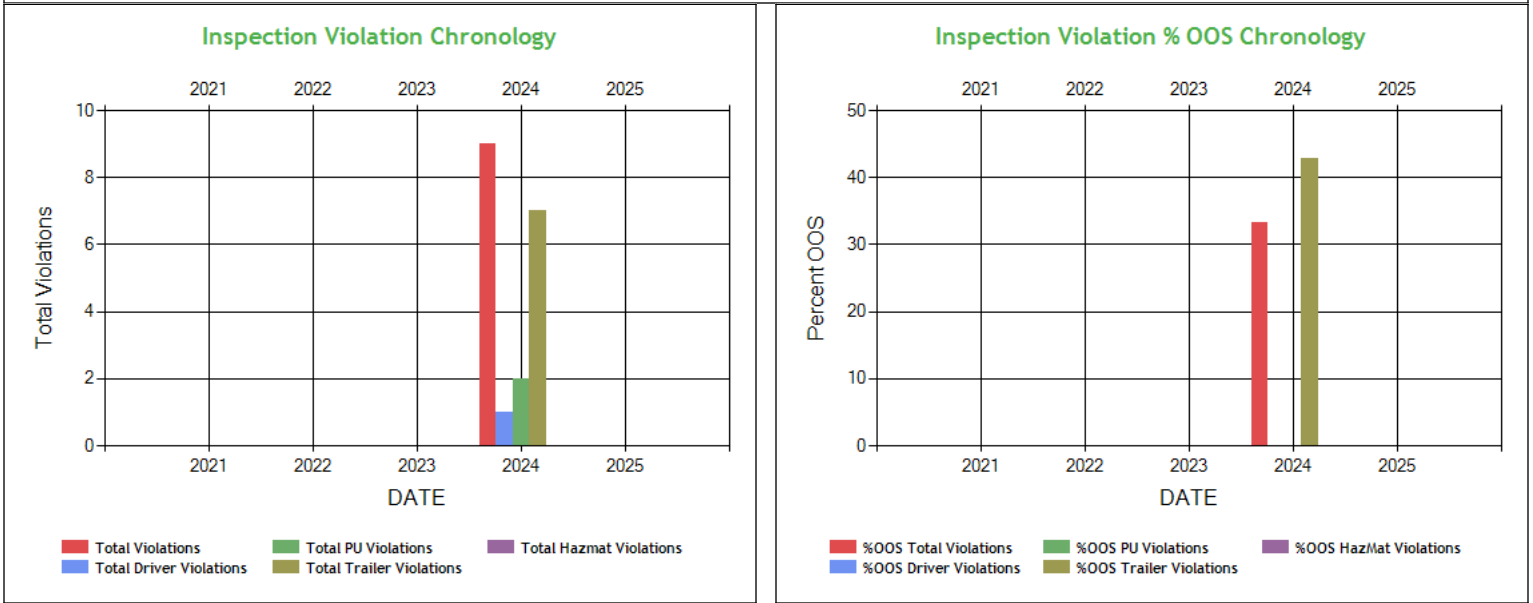 Inspection Violation Chronology
2021 2022 2023 2024 2025
10
8
6
4
2
0
Total Violations
2021 2022 2023 2024 2025
DATE
Total Violations Total PU Violations Total Hazmat Violations
Total Driver Violations Total Trailer Violations
Inspection Violation % OOS Chronology
2021 2022 2023 2024 2025
50
40
30
20
10
0
Percent OOS
2021 2022 2023 2024 2025
DATE
%OOS Total Violations %OOS PU Violations %OOS HazMat Violations
%OOS Driver Violations %OOS Trailer Violations